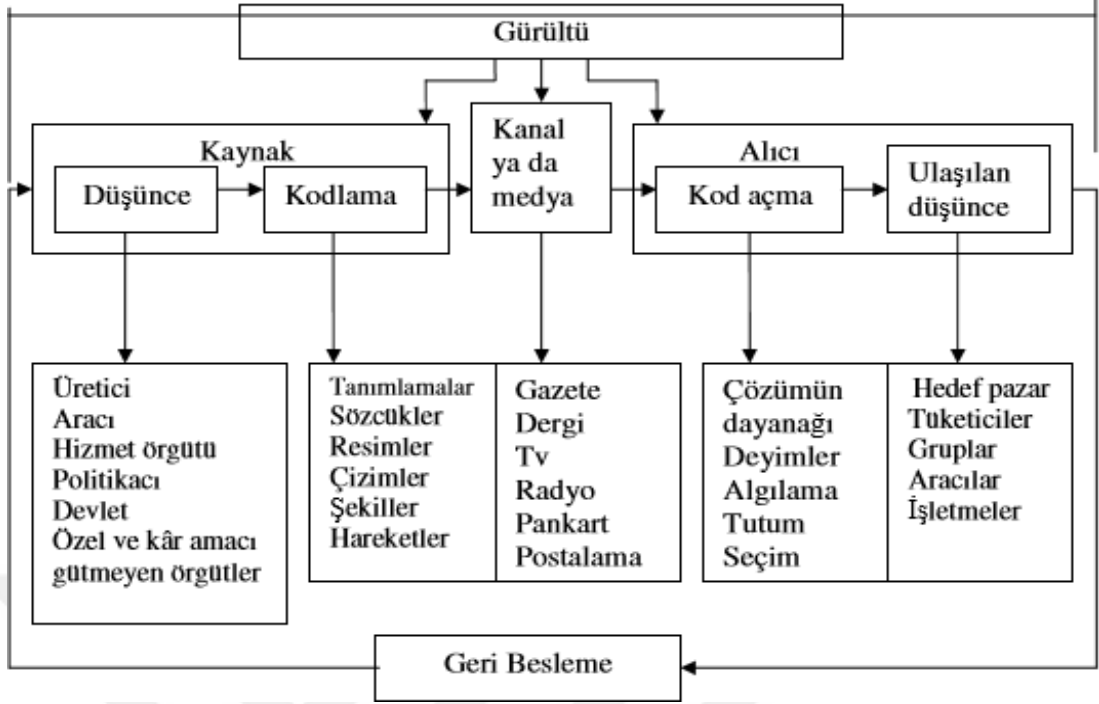 Gürültü
Kaynak
Düşünce
Kodlama
Kanal
ya da
medya
Alıcı
Kod açma
Ulaşılan
düşünce
Üretici
Aracı
Hizmet örgütü
Politikacı
Devlet
Özel ve kâr amacı
gütmeyen örgütler
Tanımlamalar
Sözcükler
Resimler
Çizimler
Şekiller
Hareketler
Gazete
Dergi
Tv
Radyo
Pankart
Postalama
Çözümün
dayanağı
Deyimler
Algılama
Tutum
Seçim
Hedef pazar
Tüketiciler
Gruplar
Aracılar
İşletmeler
Geri Besleme